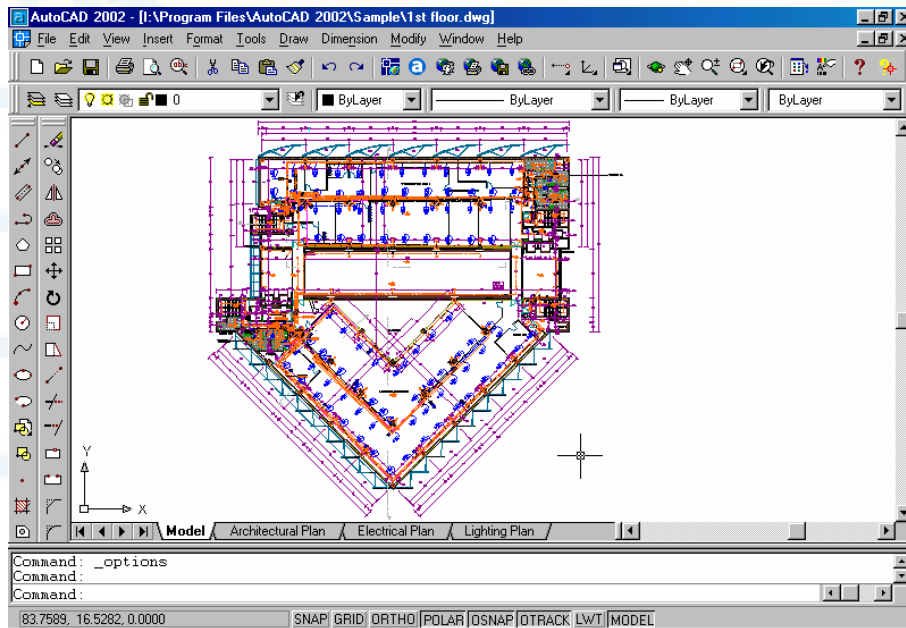 AutoCAD 2002 - [I:\Program Files\AutoCAD 2002\Sample\1st floor.dwg]
File Edit View Insert Format Tools Draw Dimension Modify Window Help
0 ByLayer ByLayer ByLayer ByLayer
Y
X
Model Architectural Plan Electrical Plan Lighting Plan
Command: _options
Command:
Command:
83.7589, 16.5282, 0.0000 SNAP GRID ORTHO POLAR OSNAP OTRACK LWT MODEL